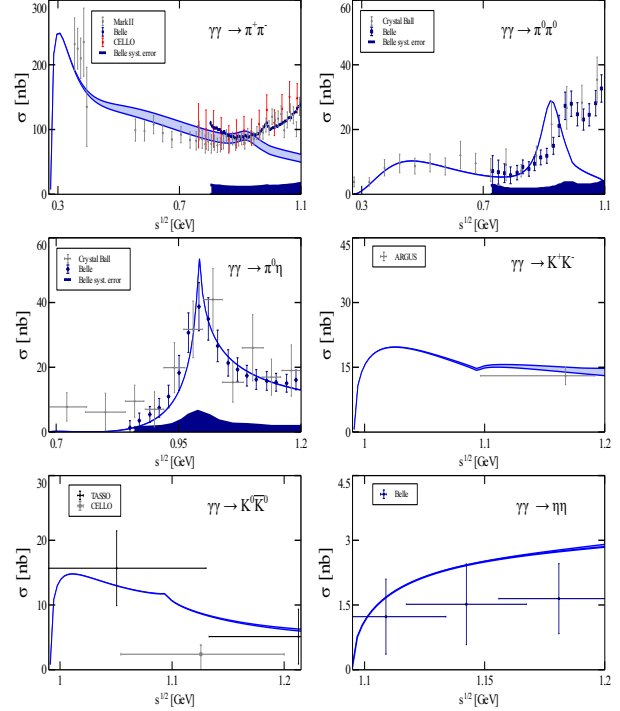 300
200
100
0
σ [nb]
γγ → π⁺π⁻
Mark II
Belle
CELLO
Belle syst. error
0.3
0.7
1.1
s^{1/2} [GeV]
60
40
20
0
σ [nb]
γγ → π⁰π⁰
Crystal Ball
Belle
Belle syst. error
0.3
0.7
1.1
s^{1/2} [GeV]
60
40
20
0
σ [nb]
γγ → π⁰η
Crystal Ball
Belle
Belle syst. error
0.7
0.95
1.2
s^{1/2} [GeV]
45
30
15
0
σ [nb]
γγ → K⁺K⁻
ARGUS
1
1.1
1.2
s^{1/2} [GeV]
30
20
10
0
σ [nb]
γγ → K⁰K̅⁰
TASSO
CELLO
1
1.1
1.2
s^{1/2} [GeV]
4.5
3
1.5
0
σ [nb]
γγ → ηη
Belle
1.1
1.15
1.2
s^{1/2} [GeV]